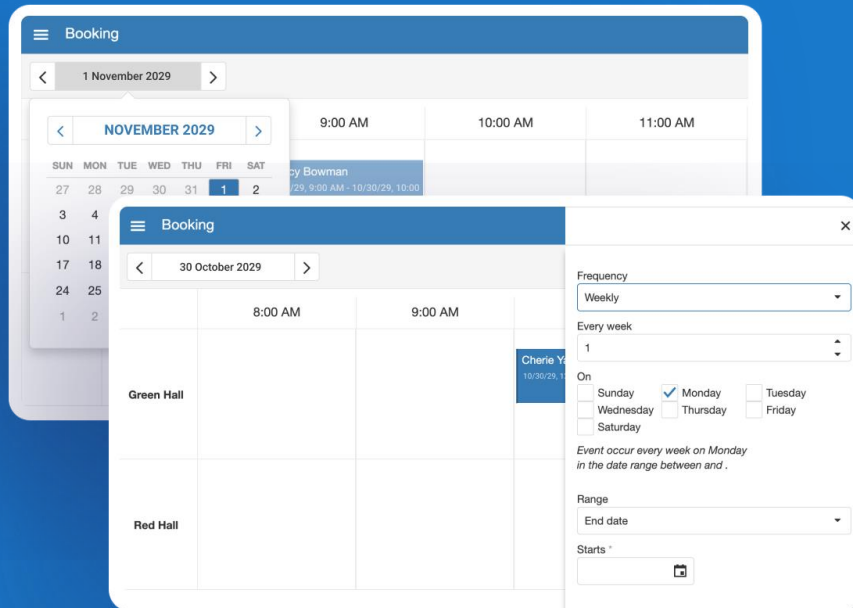 Booking
1 November 2029
NOVEMBER 2029
9:00 AM 10:00 AM 11:00 AM
SUN MON TUE WED THU FRI SAT
27 28 29 30 31 1 2
Bowman
9:00 AM - 10/30/29, 10:00
3 4
10 11
17 18
24 25
1 2
Booking
30 October 2029
8:00 AM 9:00 AM
Green Hall
Cherie
10/30/29,
Red Hall
Frequency
Weekly
Every week
1
On
Sunday Monday Tuesday
Wednesday Thursday Friday
Saturday
Event occur every week on Monday
in the date range between and .
Range
End date
Starts *